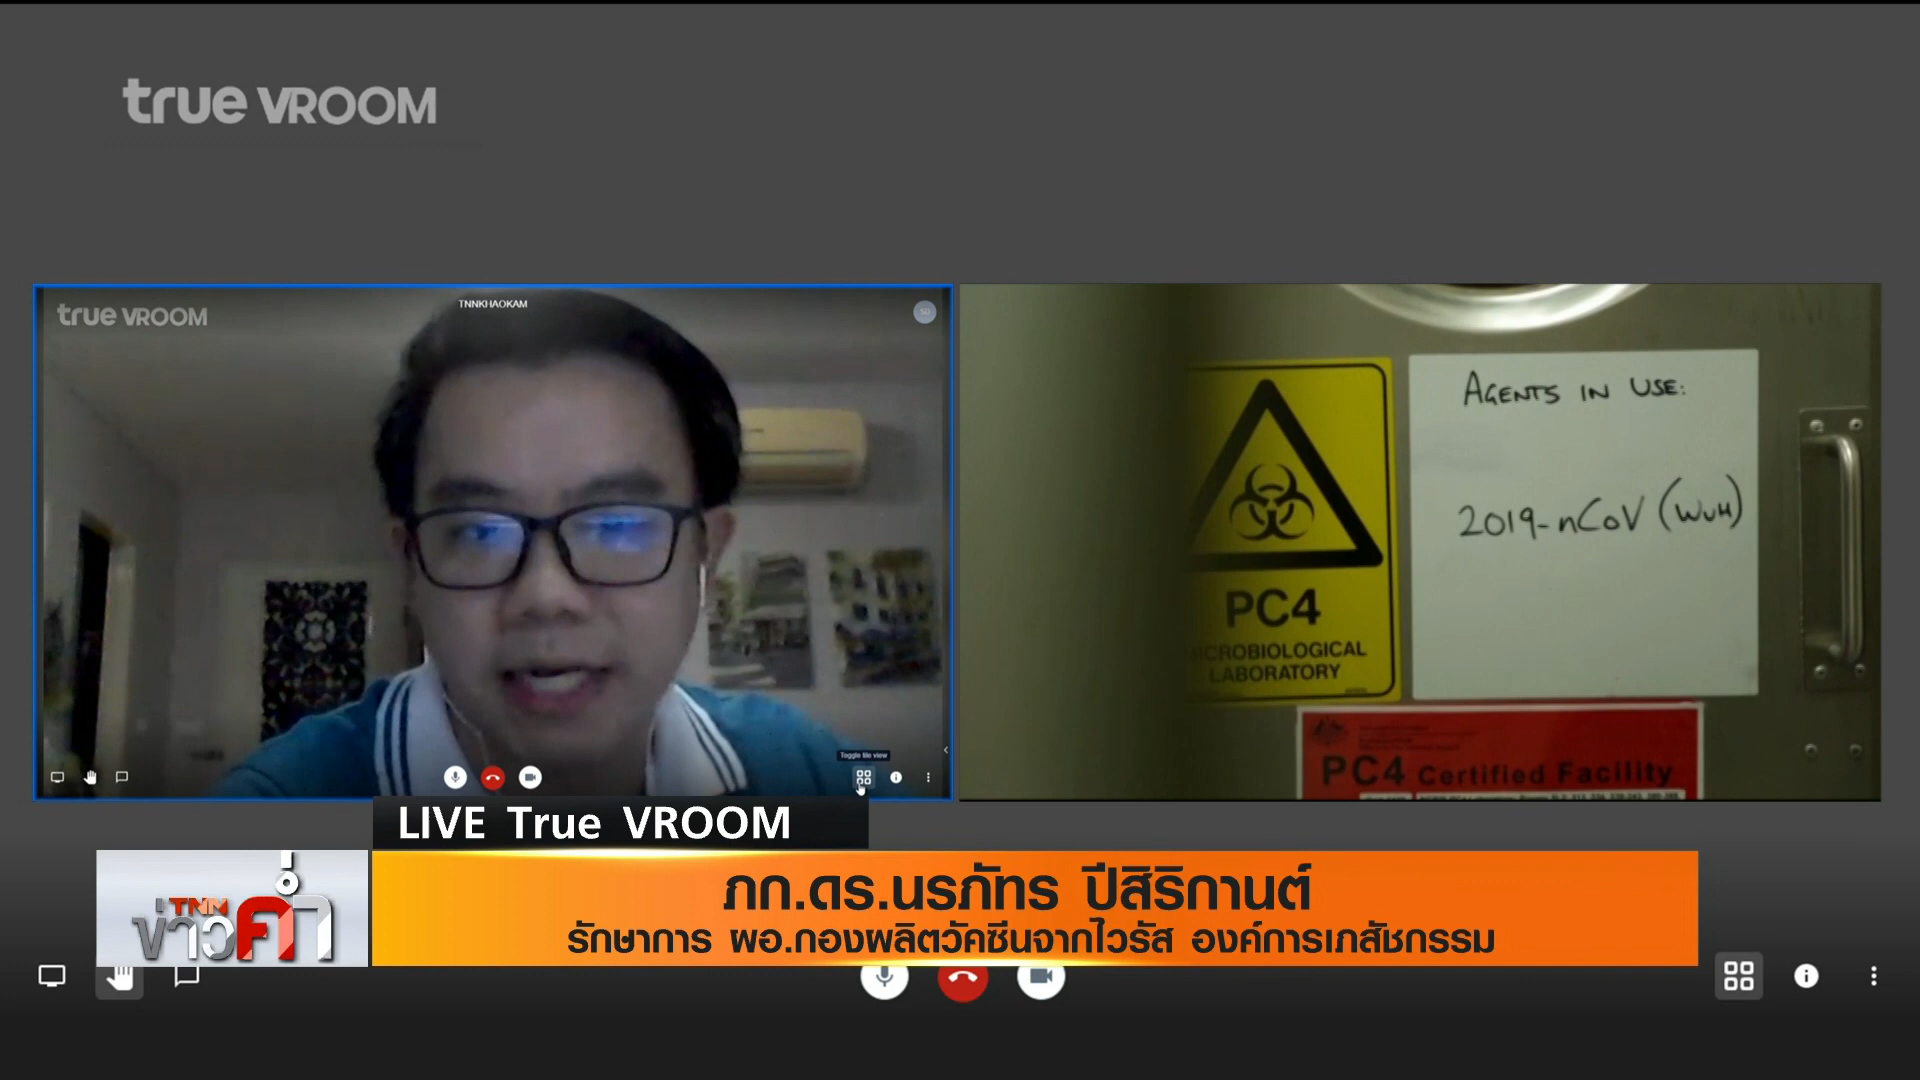 true VROOM
true VROOM
TNNKHAOKAM
SD
Toggle tile view
AGENTS IN USE:
2019-nCoV (WUH)
PC4
MICROBIOLOGICAL
LABORATORY
PC4 Certified Facility
LIVE True VROOM
TNN
ข่าวค่ำ
ภก.ดร.นรภัทร ปีสิริกานต์
รักษาการ ผอ.กองผลิตวัคซีนจากไวรัส องค์การเภสัชกรรม